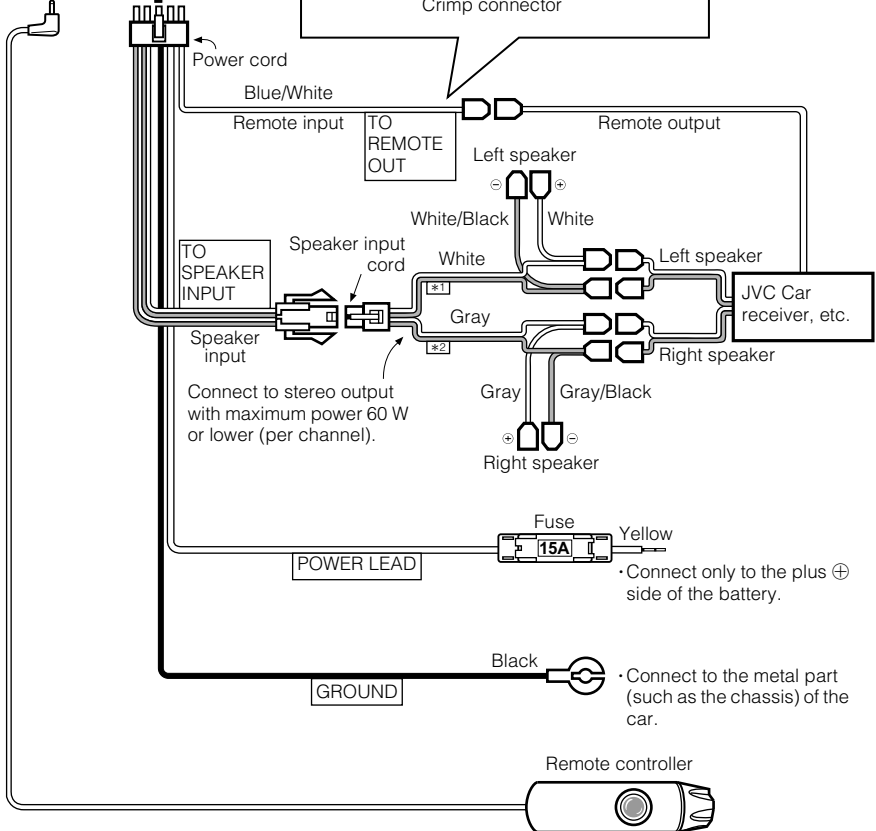 Crimp connector
Power cord
Blue/White
Remote input
TO
REMOTE
OUT
Remote output
Left speaker
⊖ ⊕
White/Black
White
TO
SPEAKER
INPUT
Speaker input
cord
White
Left speaker
*1
JVC Car
receiver, etc.
Gray
Speaker
input
*2
Right speaker
Connect to stereo output
with maximum power 60 W
or lower (per channel).
Gray
Gray/Black
⊕ ⊖
Right speaker
Fuse
15A
Yellow
POWER LEAD
·Connect only to the plus ⊕
side of the battery.
Black
GROUND
·Connect to the metal part
(such as the chassis) of the
car.
Remote controller